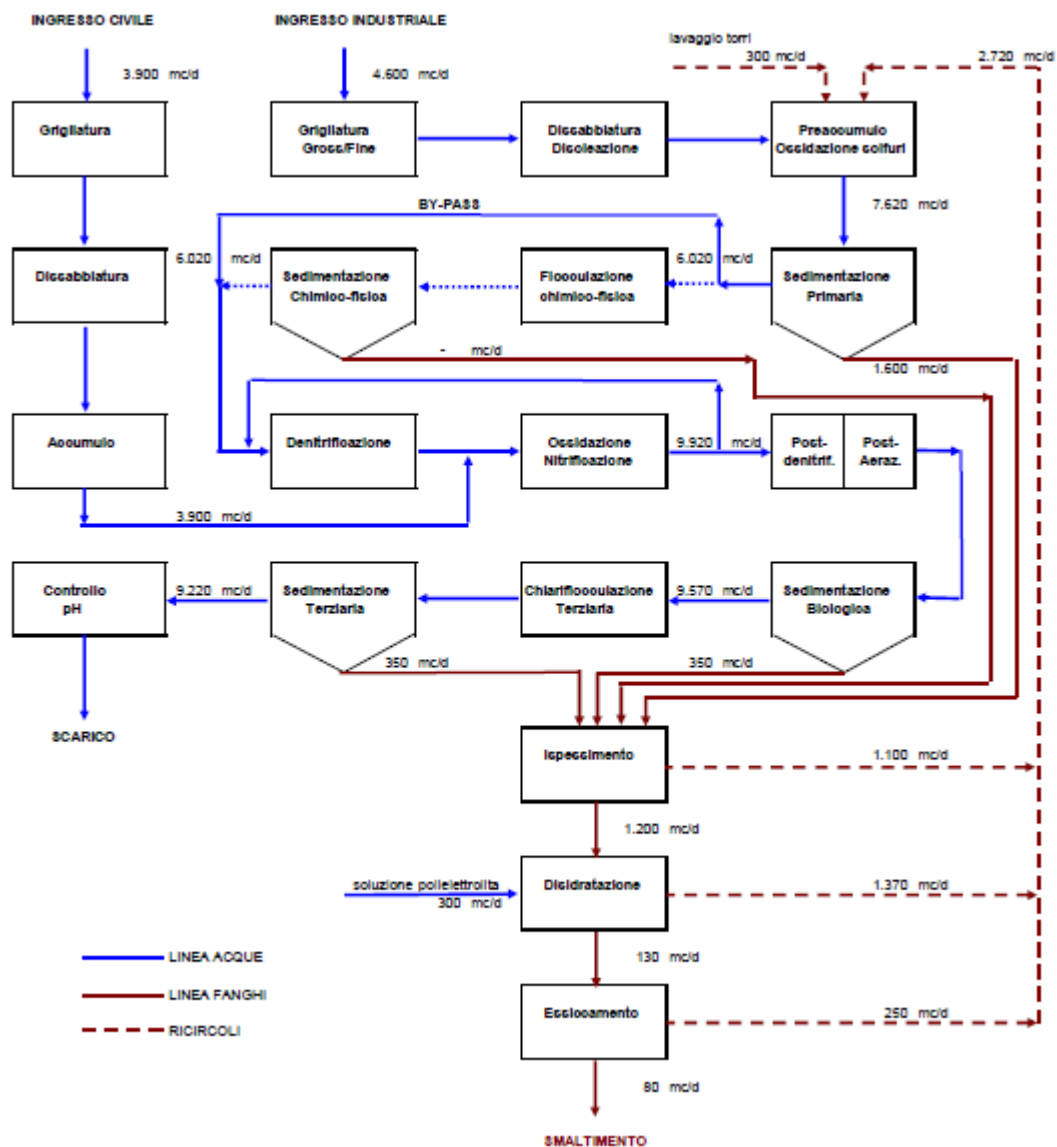 INGRESSO CIVILE
INGRESSO INDUSTRIALE
lavaggio torri
3.900 mc/d
4.600 mc/d
300 mc/d
2.720 mc/d
Grigliatura
Grigliatura
Gross/Fine
Dissabbiatura
Disoleazione
Preaccumulo
Ossidazione solfuri
BY-PASS
7.620 mc/d
Dissabbiatura
6.020 mc/d
Sedimentazione
Chimico-fisica
Flocculazione
chimico-fisica
6.020 mc/d
Sedimentazione
Primaria
- mc/d
1.600 mc/d
Accumulo
Denitrificazione
Ossidazione
Nitrificazione
9.920 mc/d
Post-
denitrif.
Post-
Aeraz.
3.900 mc/d
Controllo
pH
9.220 mc/d
Sedimentazione
Terziaria
Chiariflocculazione
Terziaria
9.570 mc/d
Sedimentazione
Biologica
350 mc/d
350 mc/d
SCARICO
Ispessimento
1.100 mc/d
1.200 mc/d
soluzione polielettrolita
300 mc/d
Disidratazione
1.370 mc/d
LINEA ACQUE
130 mc/d
LINEA FANGHI
Essiccamento
250 mc/d
RICIRCOLI
80 mc/d
SMALTIMENTO